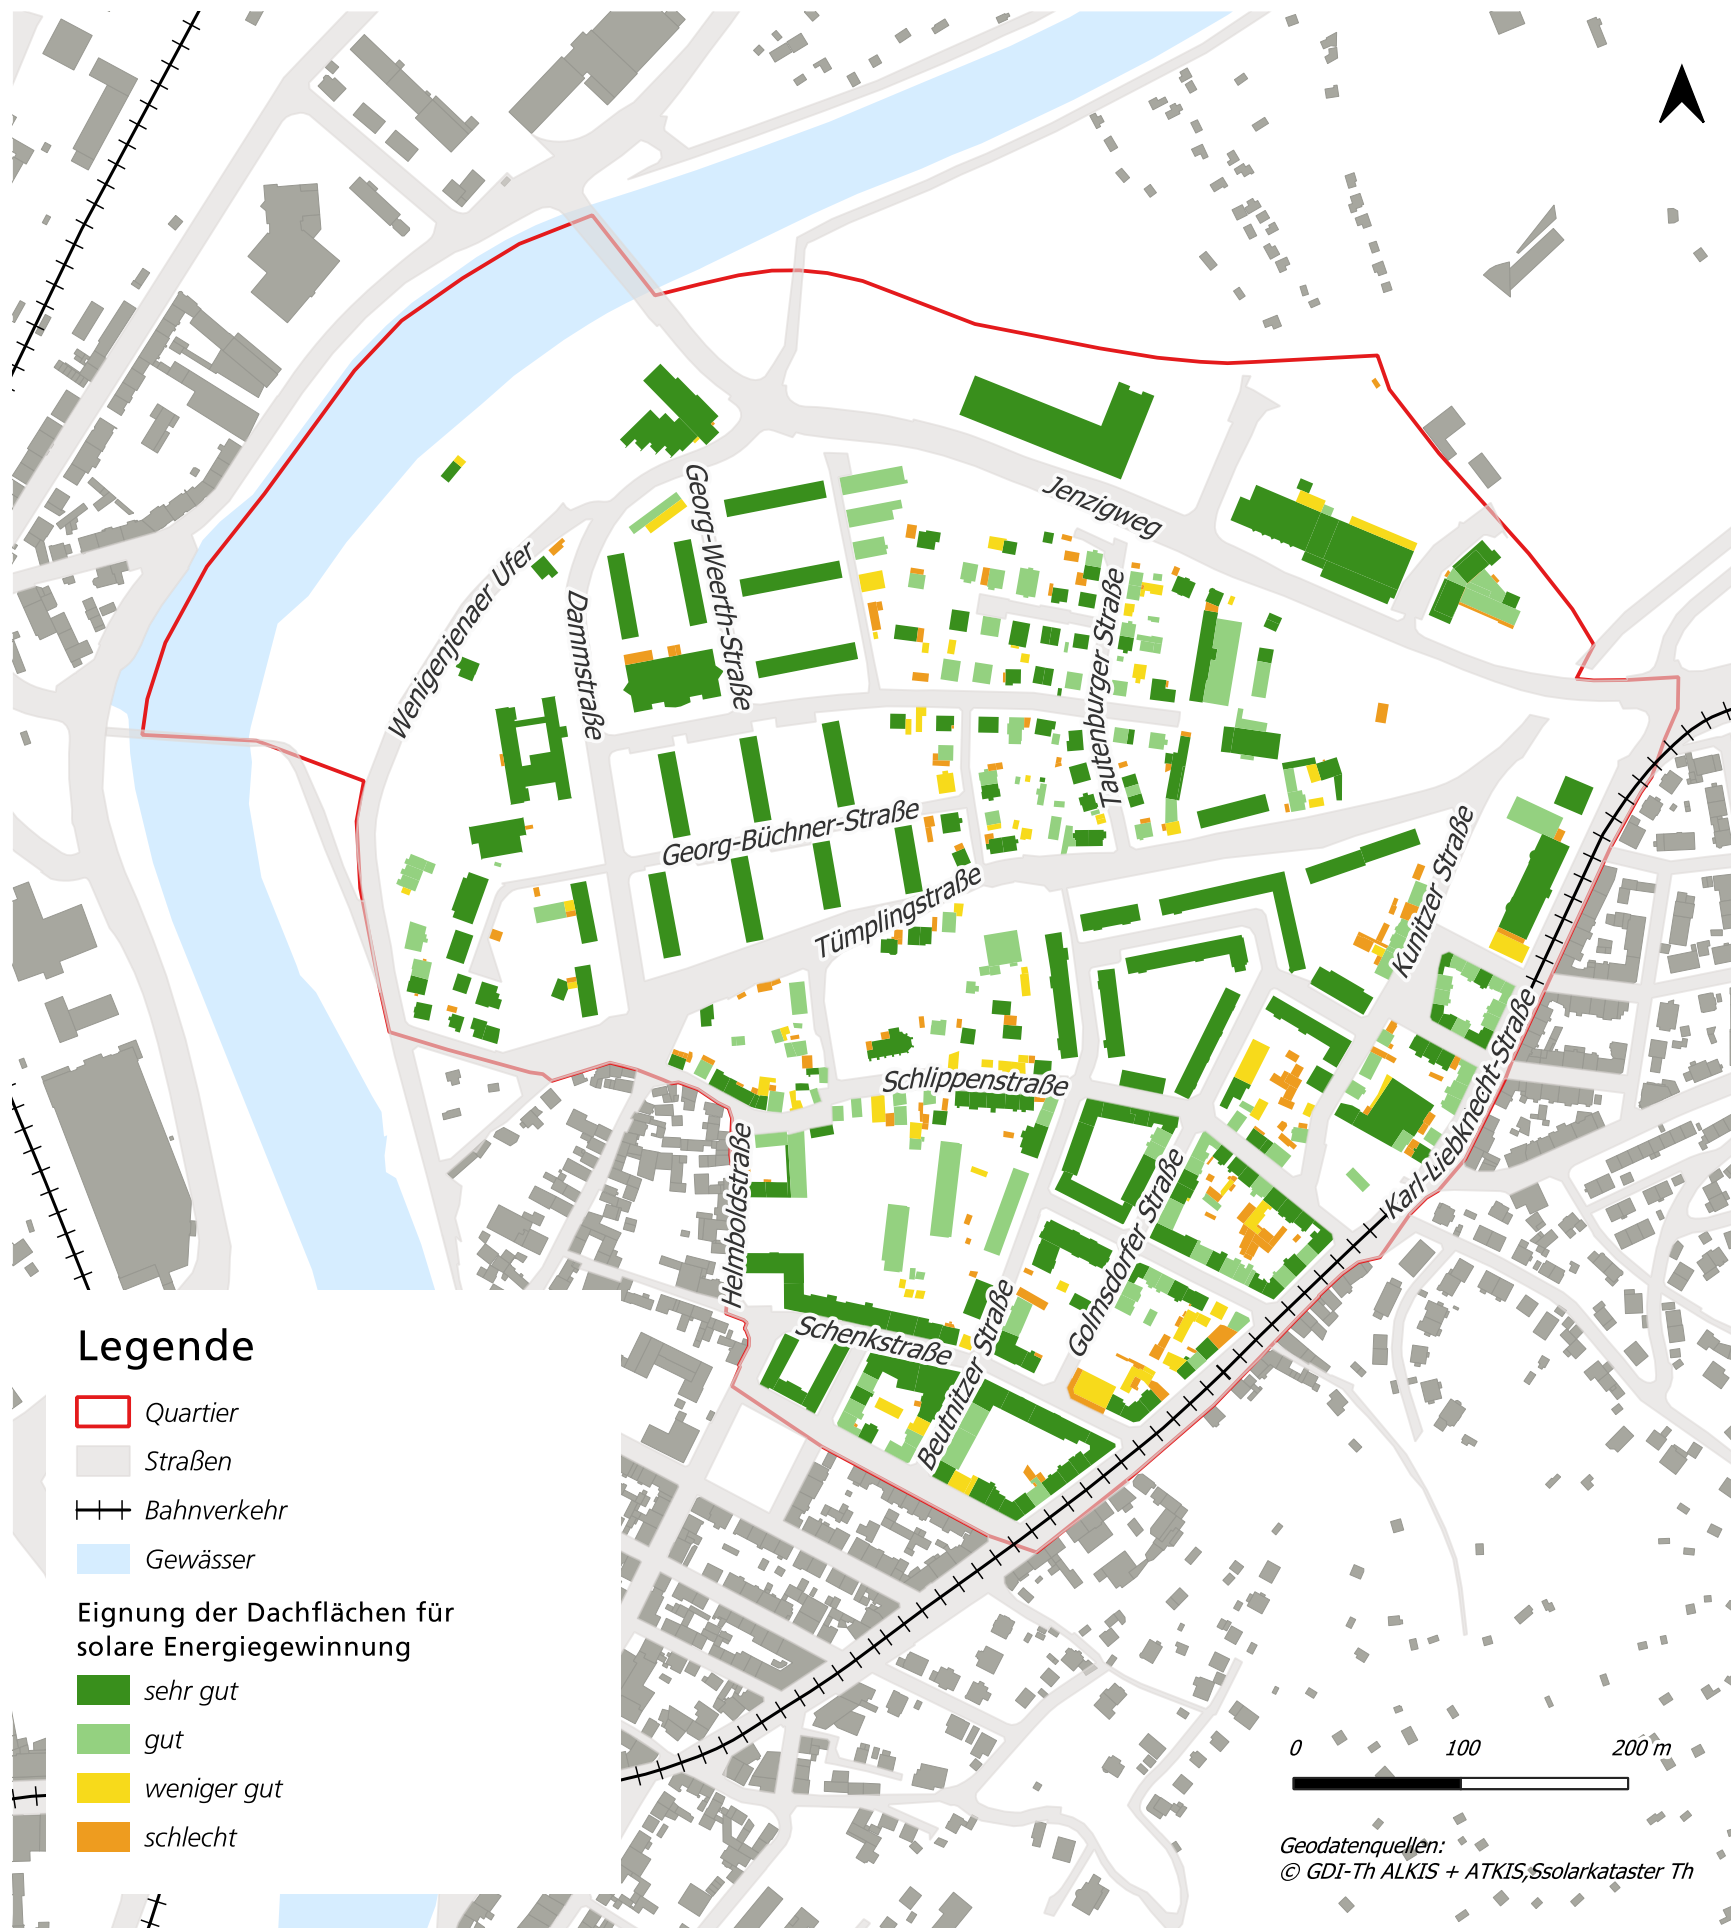 Jenzigweg
Georg-Weerth-Straße
Wenigenjenaer Ufer
Dammstraße
Tautenburger Straße
Georg-Büchner-Straße
Kunitzer Straße
Tümplingstraße
Schlippenstraße
Karl-Liebknecht-Straße
Helmboldstraße
Golmsdorfer Straße
Schenkstraße
Beutnitzer Straße
Legende
Quartier
Straßen
Bahnverkehr
Gewässer
Eignung der Dachflächen für
solare Energiegewinnung
sehr gut
gut
weniger gut
schlecht
0 100 200 m
Geodatenquellen:
© GDI-Th ALKIS + ATKIS,Ssolarkataster Th